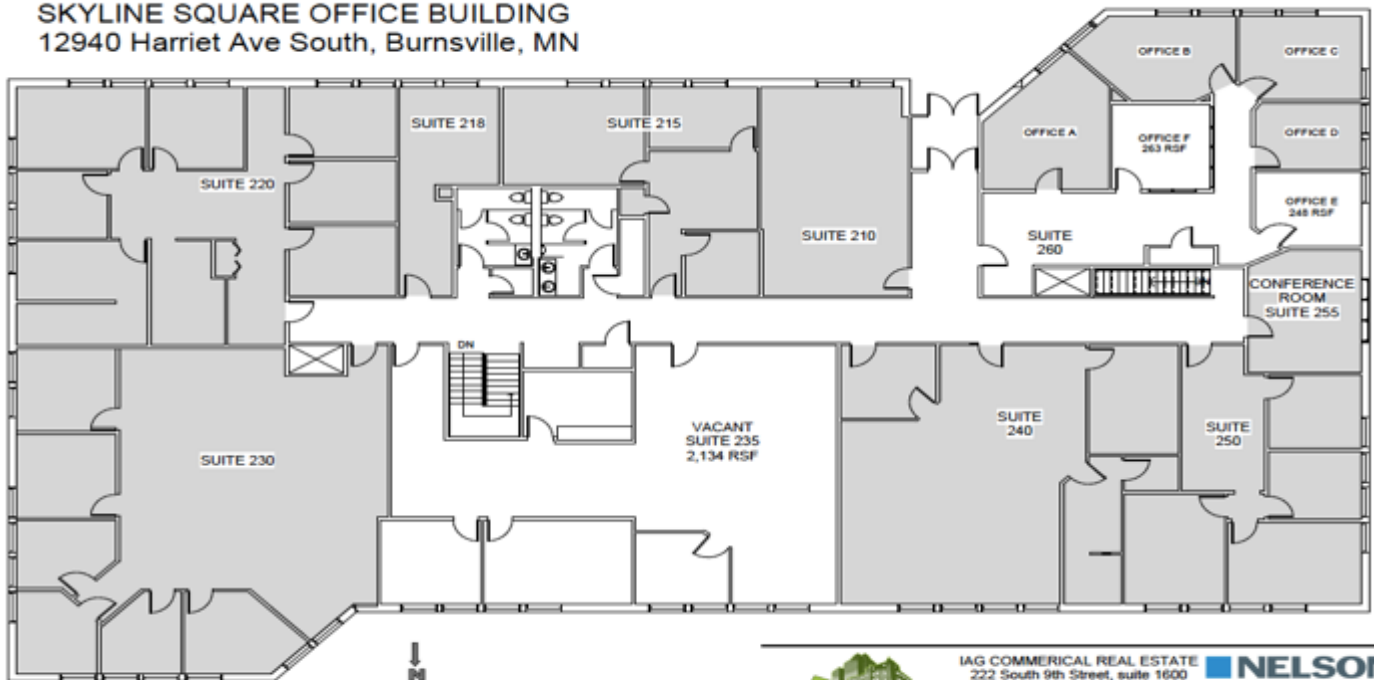 SKYLINE SQUARE OFFICE BUILDING
12940 Harriet Ave South, Burnsville, MN
OFFICE B
OFFICE C
SUITE 218
SUITE 215
OFFICE A
OFFICE F
263 RSF
OFFICE D
SUITE 220
OFFICE E
248 RSF
SUITE 210
SUITE
260
CONFERENCE
ROOM
SUITE 255
DN
VACANT
SUITE 235
2,134 RSF
SUITE
240
SUITE
250
SUITE 230
N
IAG COMMERICAL REAL ESTATE
222 South 9th Street, suite 1600
NELSON